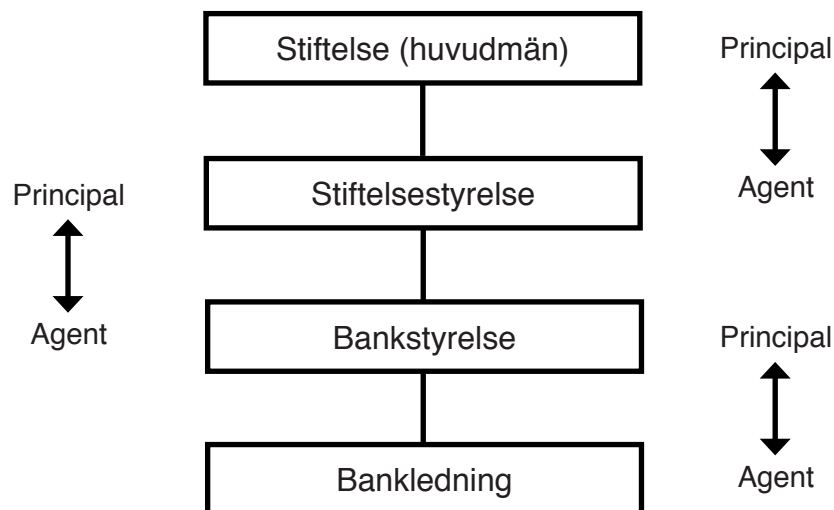 Stiftelse (huvudmän)
Principal
Stiftelsestyrelse
Agent
Principal
Agent
Bankstyrelse
Principal
Bankledning
Agent